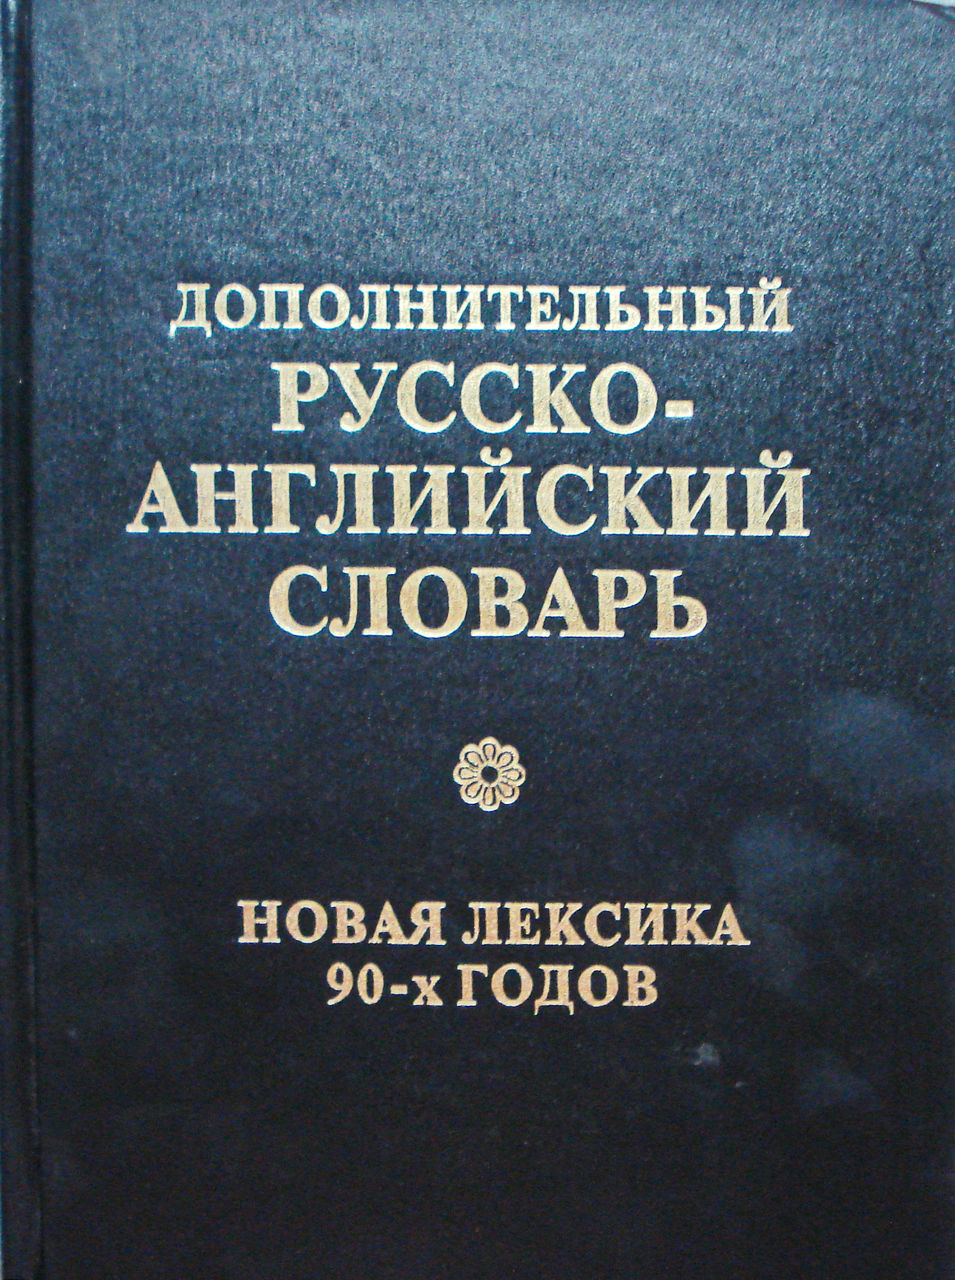 ДОПОЛНИТЕЛЬНЫЙ
РУССКО-
АНГЛИЙСКИЙ
СЛОВАРЬ
НОВАЯ ЛЕКСИКА
90-х ГОДОВ